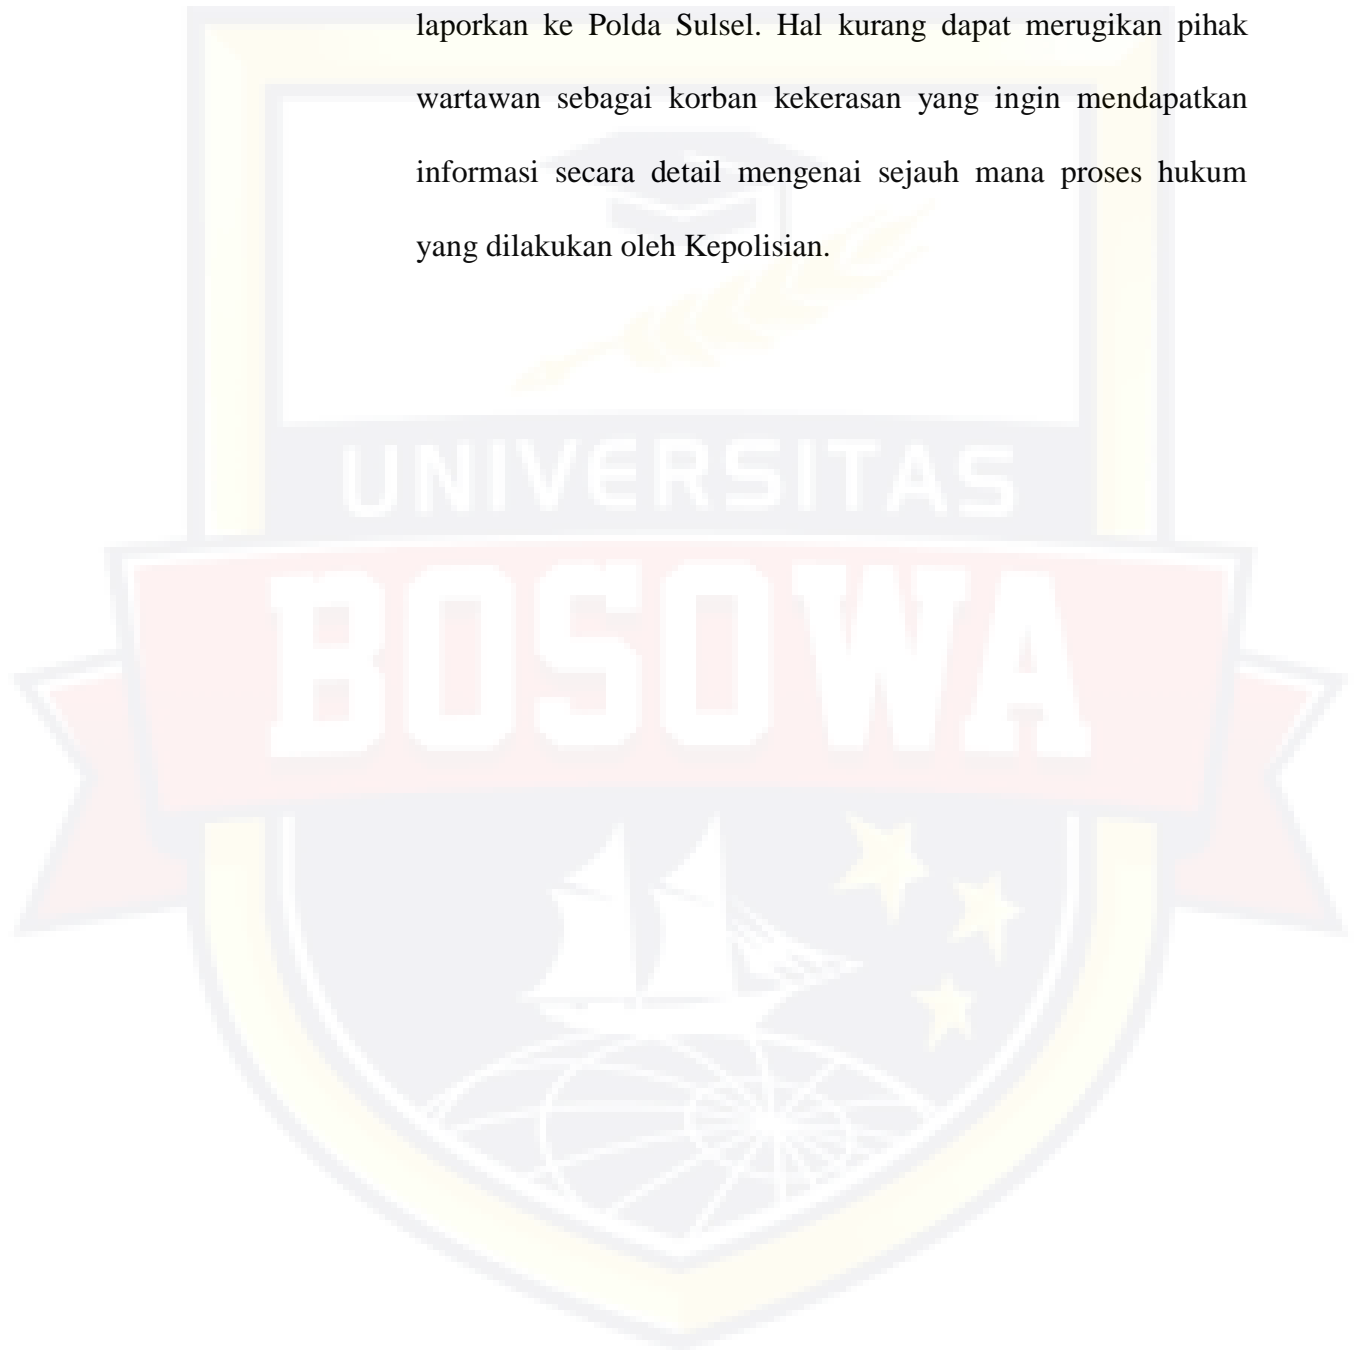 laporkan ke Polda Sulsel. Hal kurang dapat merugikan pihak
wartawan sebagai korban kekerasan yang ingin mendapatkan
informasi secara detail mengenai sejauh mana proses hukum
yang dilakukan oleh Kepolisian.
UNIVERSITAS
BOSOWA